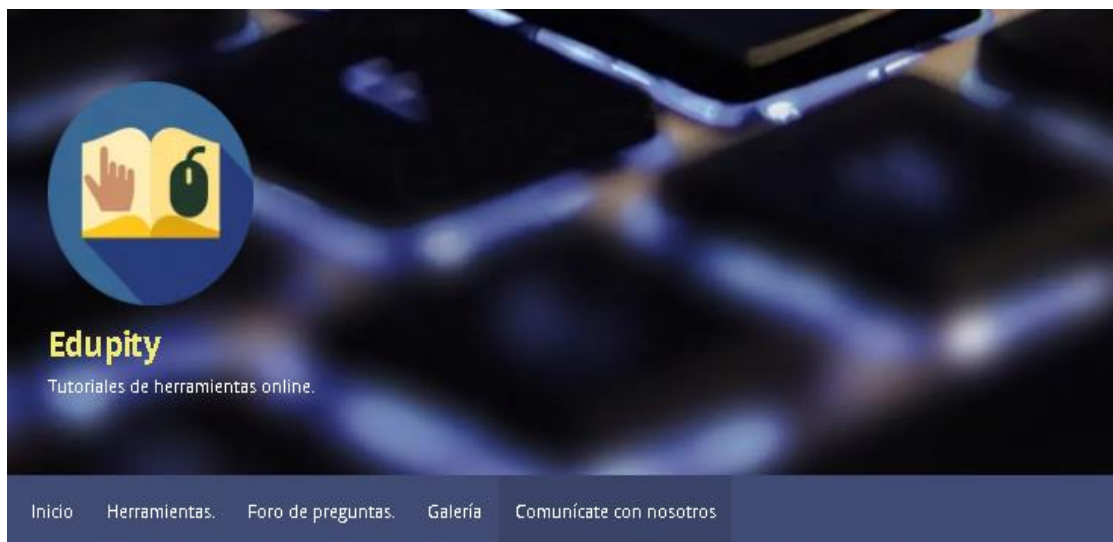 Edupity
Tutoriales de herramientas online.
Inicio Herramientas. Foro de preguntas. Galería Comunícate con nosotros